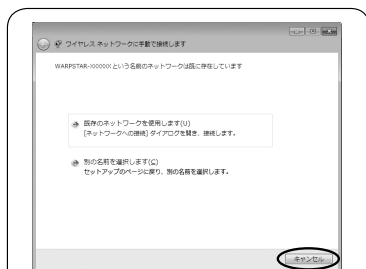 ワイヤレス ネットワークに手動で接続します
WARPSTAR-XXXXXX という名前のネットワークは既に存在しています
既存のネットワークを使用します(U)
[ネットワークへの接続] ダイアログを開き、接続します。
別の名前を選択します(C)
セットアップのページに戻り、別の名前を選択します。
キャンセル